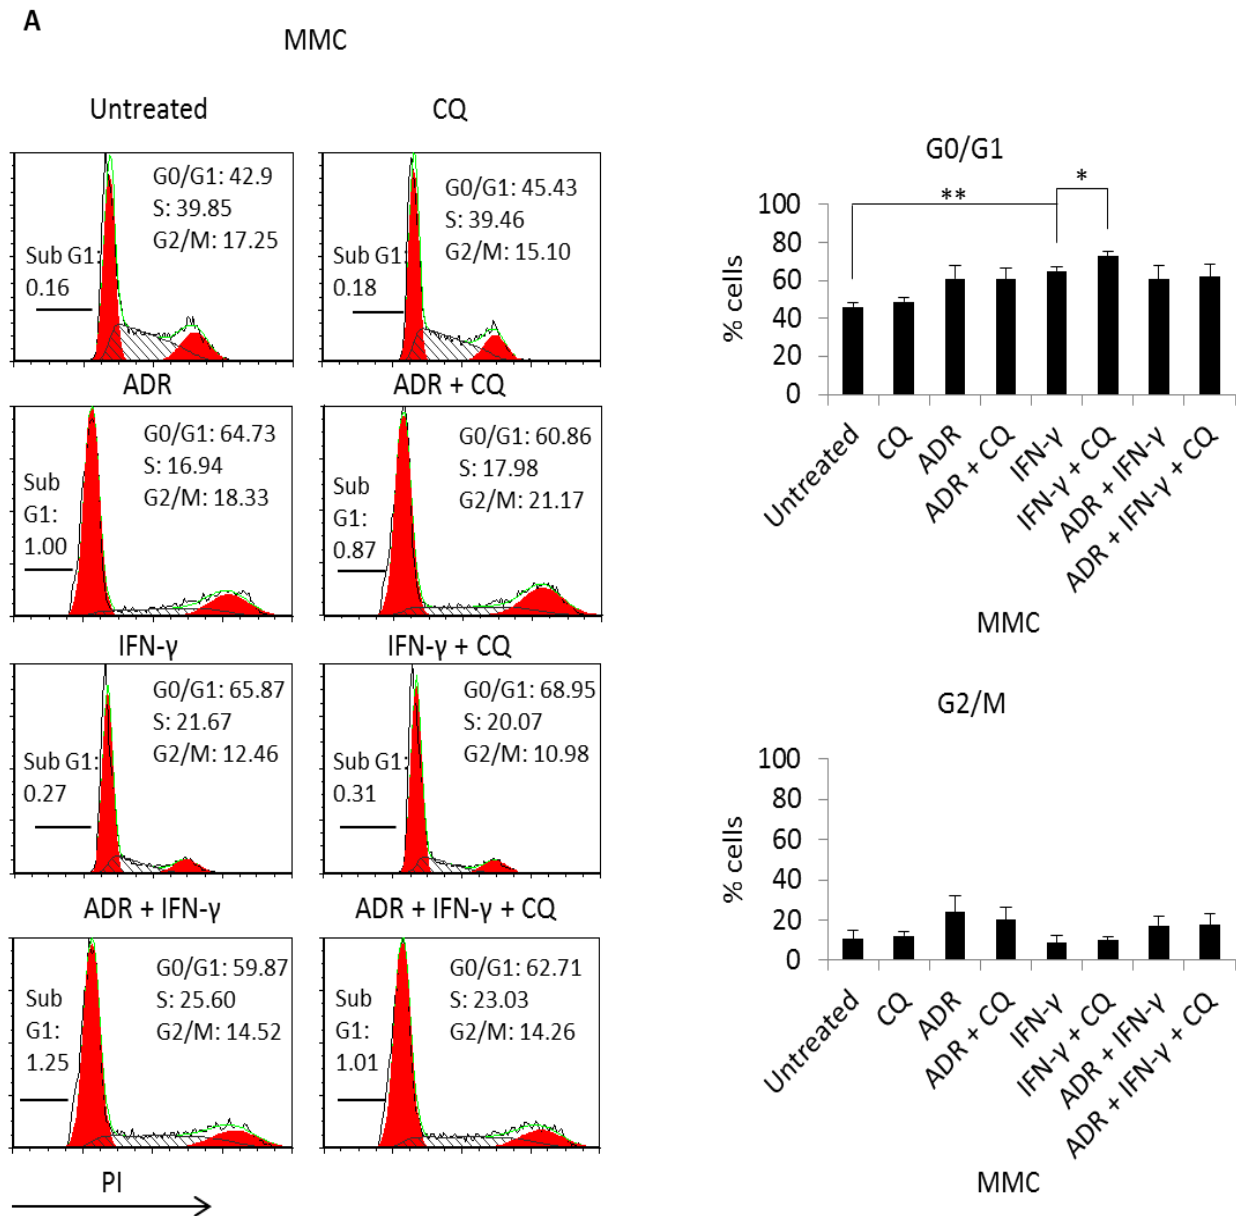 A
MMC
Untreated
G0/G1: 42.9
S: 39.85
G2/M: 17.25
Sub G1:
0.16
CQ
G0/G1: 45.43
S: 39.46
G2/M: 15.10
Sub G1:
0.18
ADR
G0/G1: 64.73
S: 16.94
G2/M: 18.33
Sub
G1:
1.00
ADR + CQ
G0/G1: 60.86
S: 17.98
G2/M: 21.17
Sub
G1:
0.87
IFN-γ
G0/G1: 65.87
S: 21.67
G2/M: 12.46
Sub G1:
0.27
IFN-γ + CQ
G0/G1: 68.95
S: 20.07
G2/M: 10.98
Sub G1:
0.31
ADR + IFN-γ
G0/G1: 59.87
S: 25.60
G2/M: 14.52
Sub
G1:
1.25
ADR + IFN-γ + CQ
G0/G1: 62.71
S: 23.03
G2/M: 14.26
Sub
G1:
1.01
PI
G0/G1
**
*
% cells
100
80
60
40
20
0
Untreated
CQ
ADR
ADR + CQ
IFN-γ
IFN-γ + CQ
ADR + IFN-γ
ADR + IFN-γ + CQ
MMC
G2/M
% cells
100
80
60
40
20
0
Untreated
CQ
ADR
ADR + CQ
IFN-γ
IFN-γ + CQ
ADR + IFN-γ
ADR + IFN-γ + CQ
MMC